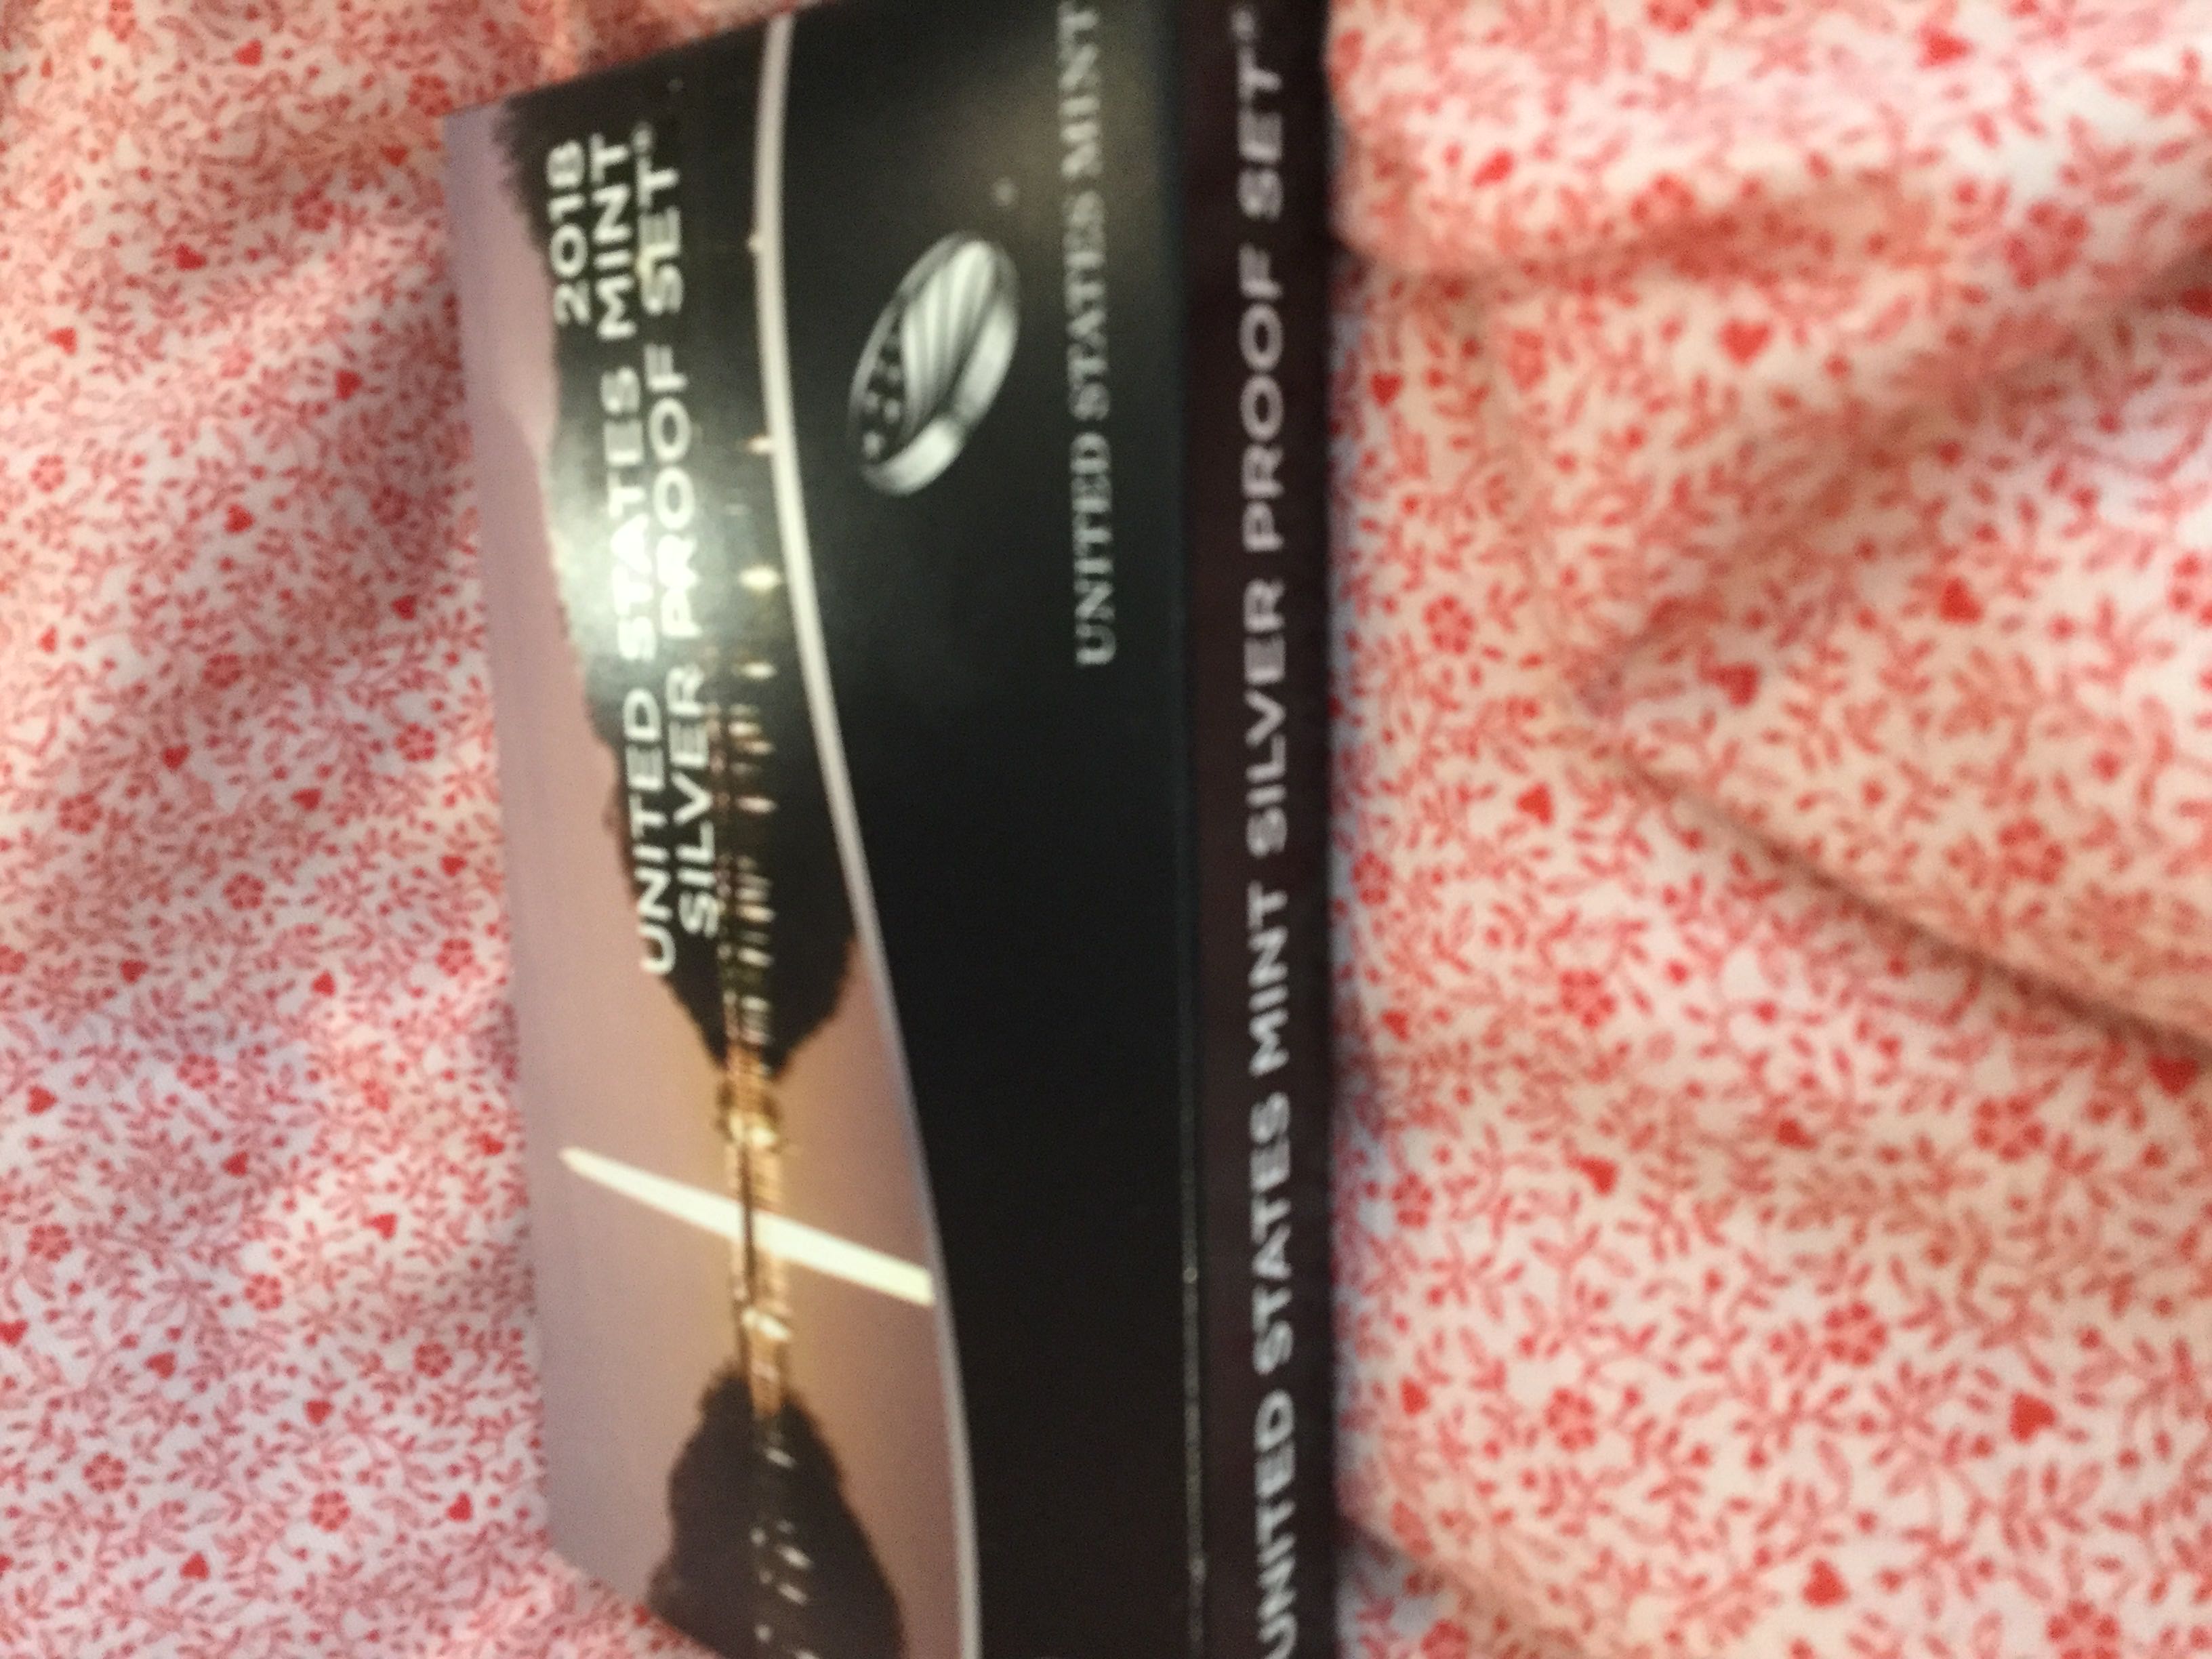 2018
UNITED STATES MINT
SILVER PROOF SET®
UNITED STATES MINT
UNITED STATES MINT SILVER PROOF SET®